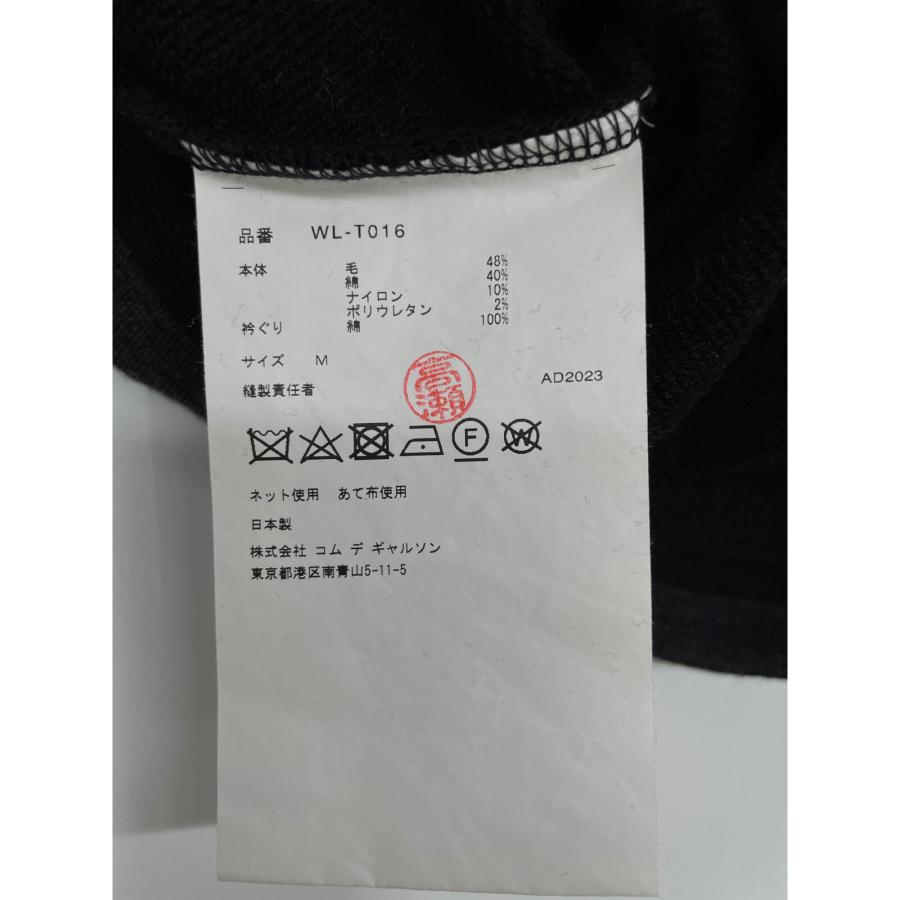 品番 WL-T016
本体 毛 48%
綿 40%
ナイロン 10%
ポリウレタン 2%
衿ぐり 綿 100%
サイズ M
縫製責任者 AD2023
F W
ネット使用 あて布使用
日本製
株式会社 コム デ ギャルソン
東京都港区南青山5-11-5